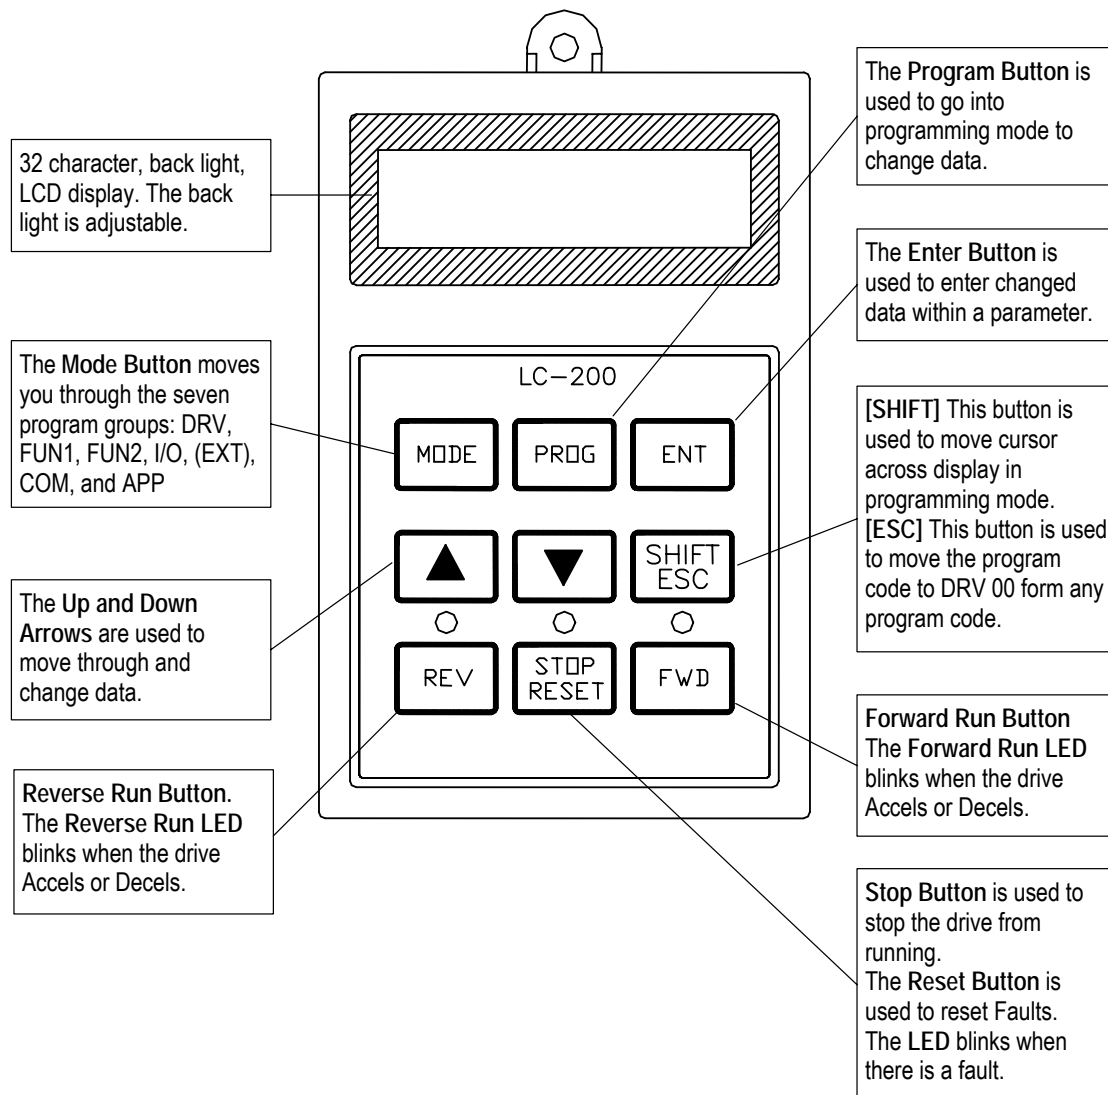 32 character, back light,
LCD display. The back
light is adjustable.
The Mode Button moves
you through the seven
program groups: DRV,
FUN1, FUN2, I/O, (EXT),
COM, and APP
The Up and Down
Arrows are used to
move through and
change data.
Reverse Run Button.
The Reverse Run LED
blinks when the drive
Accels or Decels.
LC-200
MODE
PROG
ENT
▲
▼
SHIFT
ESC
REV
STOP
RESET
FWD
The Program Button is
used to go into
programming mode to
change data.
The Enter Button is
used to enter changed
data within a parameter.
[SHIFT] This button is
used to move cursor
across display in
programming mode.
[ESC] This button is used
to move the program
code to DRV 00 form any
program code.
Forward Run Button
The Forward Run LED
blinks when the drive
Accels or Decels.
Stop Button is used to
stop the drive from
running.
The Reset Button is
used to reset Faults.
The LED blinks when
there is a fault.